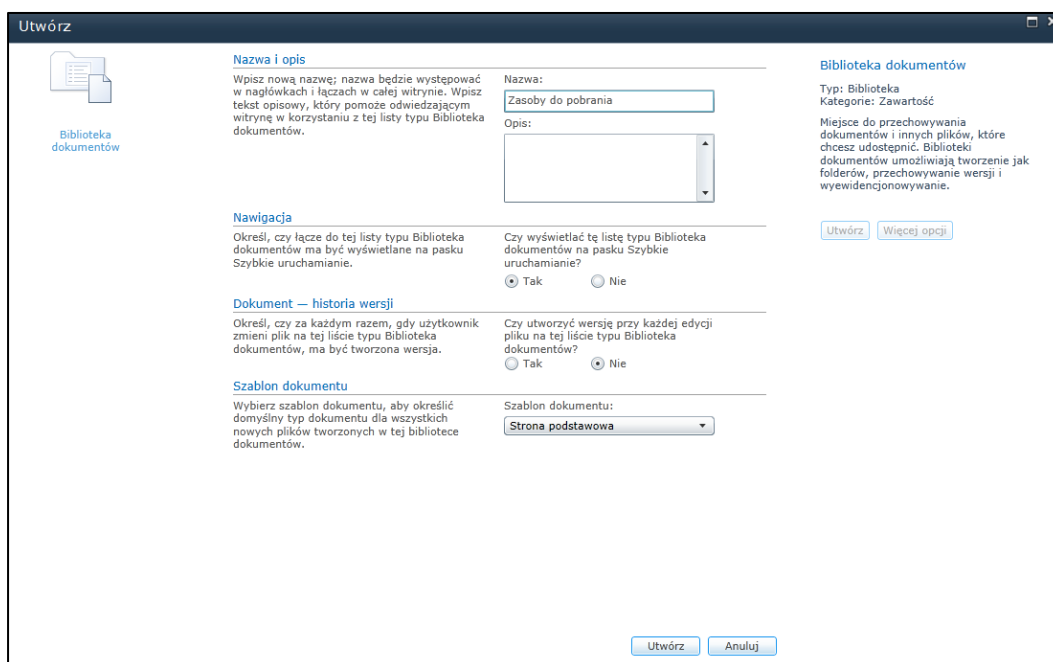 Utwórz
Biblioteka
dokumentów
Nazwa i opis
Wpisz nową nazwę; nazwa będzie występować
w nagłówkach i łączach w całej witrynie. Wpisz
tekst opisowy, który pomoże odwiedzającym
witrynę w korzystaniu z tej listy typu Biblioteka
dokumentów.
Nazwa:
Zasoby do pobrania
Opis:
Nawigacja
Określ, czy łącze do tej listy typu Biblioteka
dokumentów ma być wyświetlane na pasku
Szybkie uruchamianie.
Czy wyświetlać tę listę typu Biblioteka
dokumentów na pasku Szybkie
uruchamianie?
Tak Nie
Dokument — historia wersji
Określ, czy za każdym razem, gdy użytkownik
zmieni plik na tej liście typu Biblioteka
dokumentów, ma być tworzona wersja.
Czy utworzyć wersję przy każdej edycji
pliku na tej liście typu Biblioteka
dokumentów?
Tak Nie
Szablon dokumentu
Wybierz szablon dokumentu, aby określić
domyślny typ dokumentu dla wszystkich
nowych plików tworzonych w tej bibliotece
dokumentów.
Szablon dokumentu:
Strona podstawowa
Biblioteka dokumentów
Typ: Biblioteka
Kategorie: Zawartość
Miejsce do przechowywania
dokumentów i innych plików, które
chcesz udostępnić. Biblioteki
dokumentów umożliwiają tworzenie jak
folderów, przechowywanie wersji i
wyewidencjonowywanie.
Utwórz Więcej opcji
Utwórz Anuluj